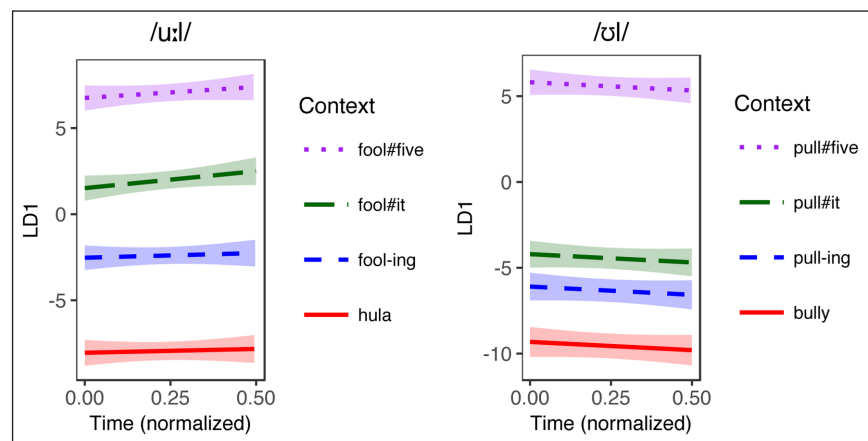 /uːl/
5
0
-5
0.00 0.25 0.50
LD1
Time (normalized)
Context
fool#five
fool#it
fool-ing
hula
/ʊl/
5
0
-5
-10
0.00 0.25 0.50
LD1
Time (normalized)
Context
pull#five
pull#it
pull-ing
bully